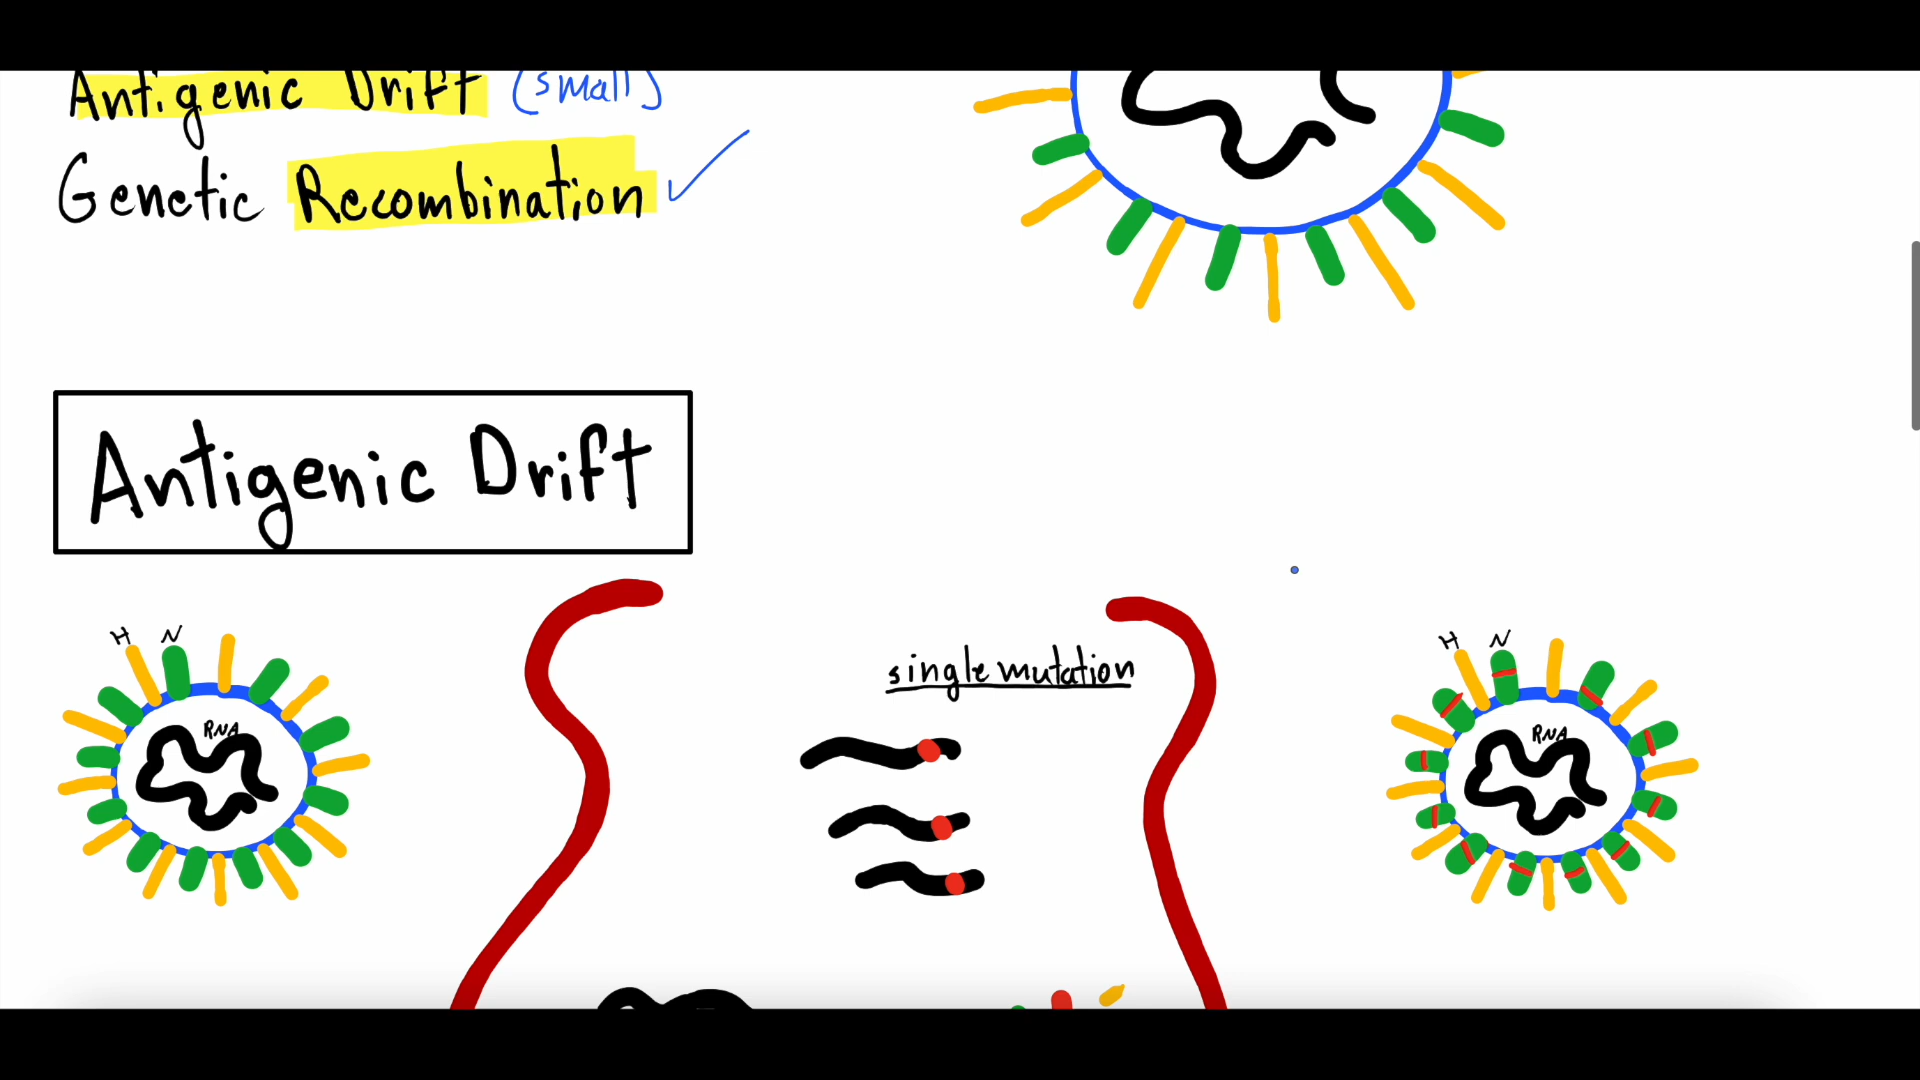 Antigenic Drift (small)
Genetic Recombination
Antigenic Drift
H N
RNA
single mutation
H N
RNA